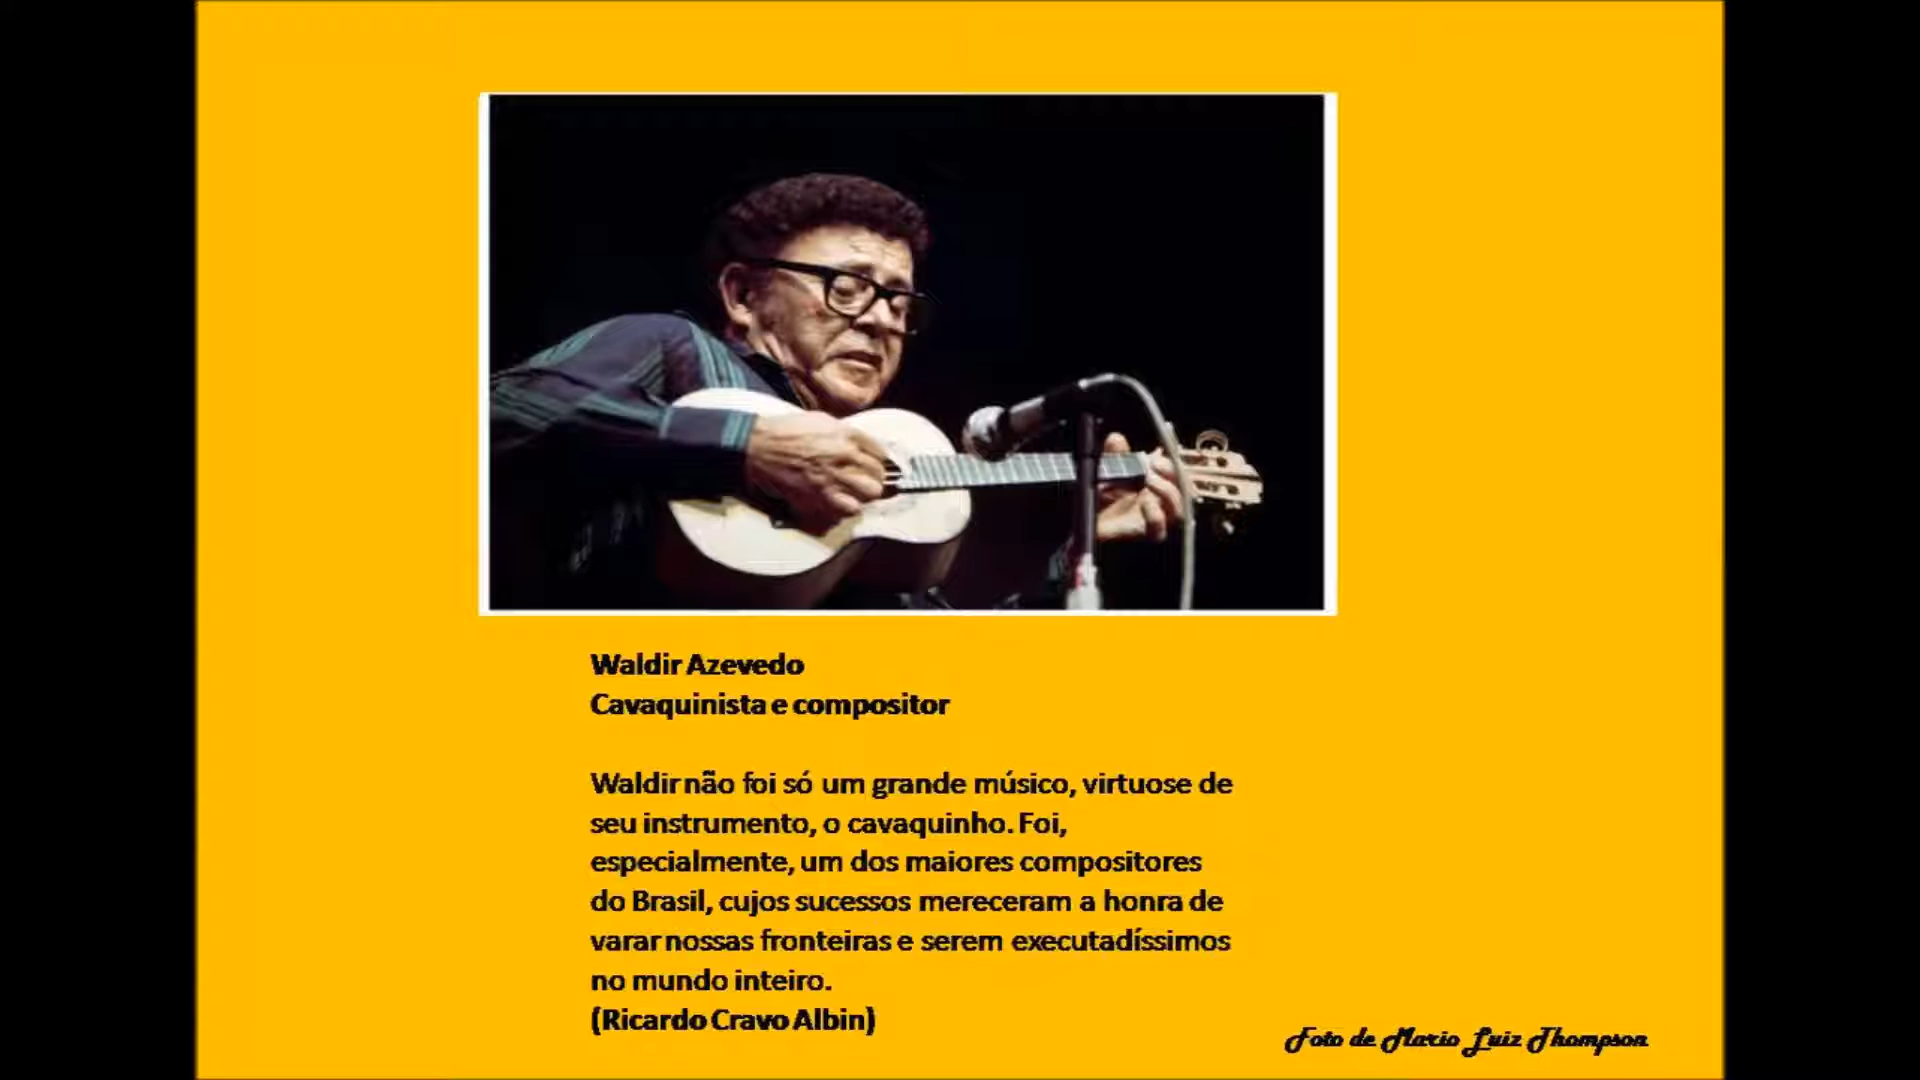 Waldir Azevedo
Cavaquinista e compositor
Waldir não foi só um grande músico, virtuose de
seu instrumento, o cavaquinho. Foi,
especialmente, um dos maiores compositores
do Brasil, cujos sucessos mereceram a honra de
varar nossas fronteiras e serem executadíssimos
no mundo inteiro.
(Ricardo Cravo Albin)
Foto de Mario Luiz Thompson